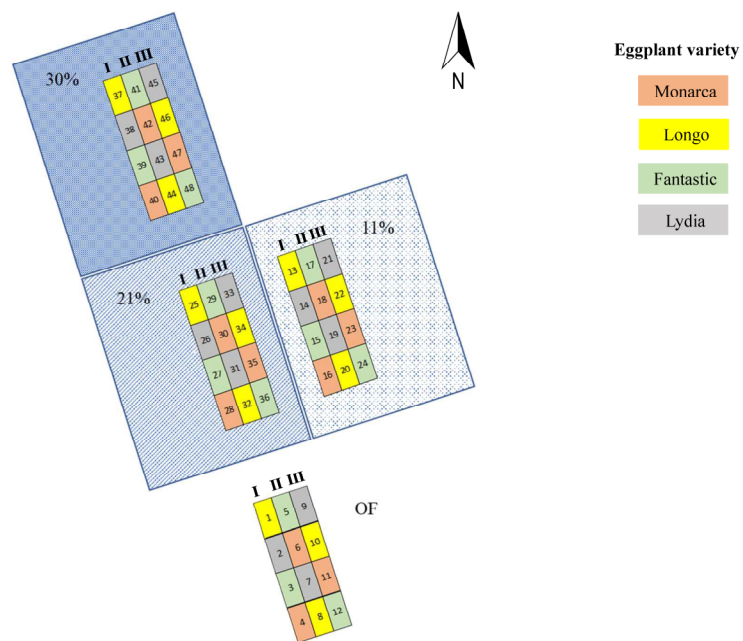 30%
I II III
37 41 45
38 42 46
39 43 47
40 44 48
N
Eggplant variety
Monarca
Longo
Fantastic
Lydia
21%
I II III
25 29 33
26 30 34
27 31 35
28 32 36
11%
I II III
13 17 21
14 18 22
15 19 23
16 20 24
OF
I II III
1 5 9
2 6 10
3 7 11
4 8 12